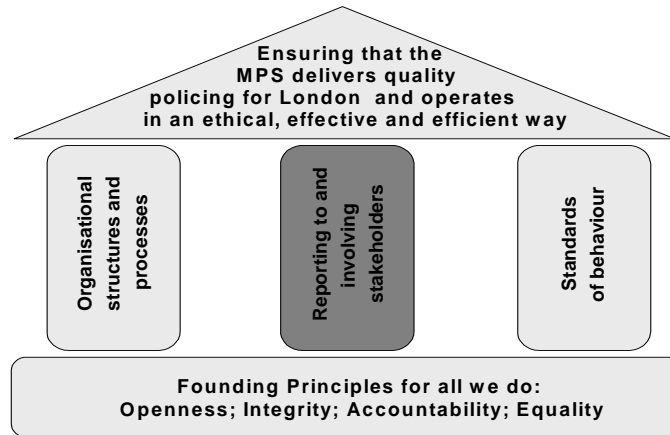 Ensuring that the
MPS delivers quality
policing for London and operates
in an ethical, effective and efficient way
Organisational
structures and
processes
Reporting to and
involving
stakeholders
Standards
of behaviour
Founding Principles for all we do:
Openness; Integrity; Accountability; Equality